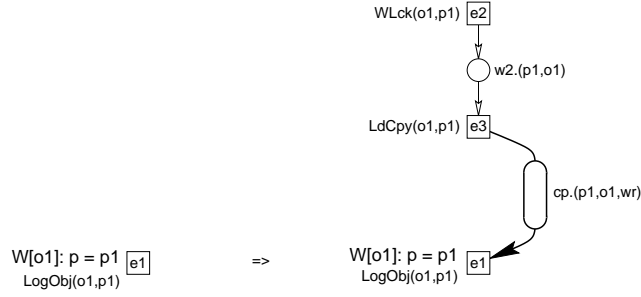 WLck(o1,p1) e2
w2.(p1,o1)
LdCpy(o1,p1) e3
cp.(p1,o1,wr)
W[o1]: p = p1 e1 => W[o1]: p = p1 e1
LogObj(o1,p1) LogObj(o1,p1)